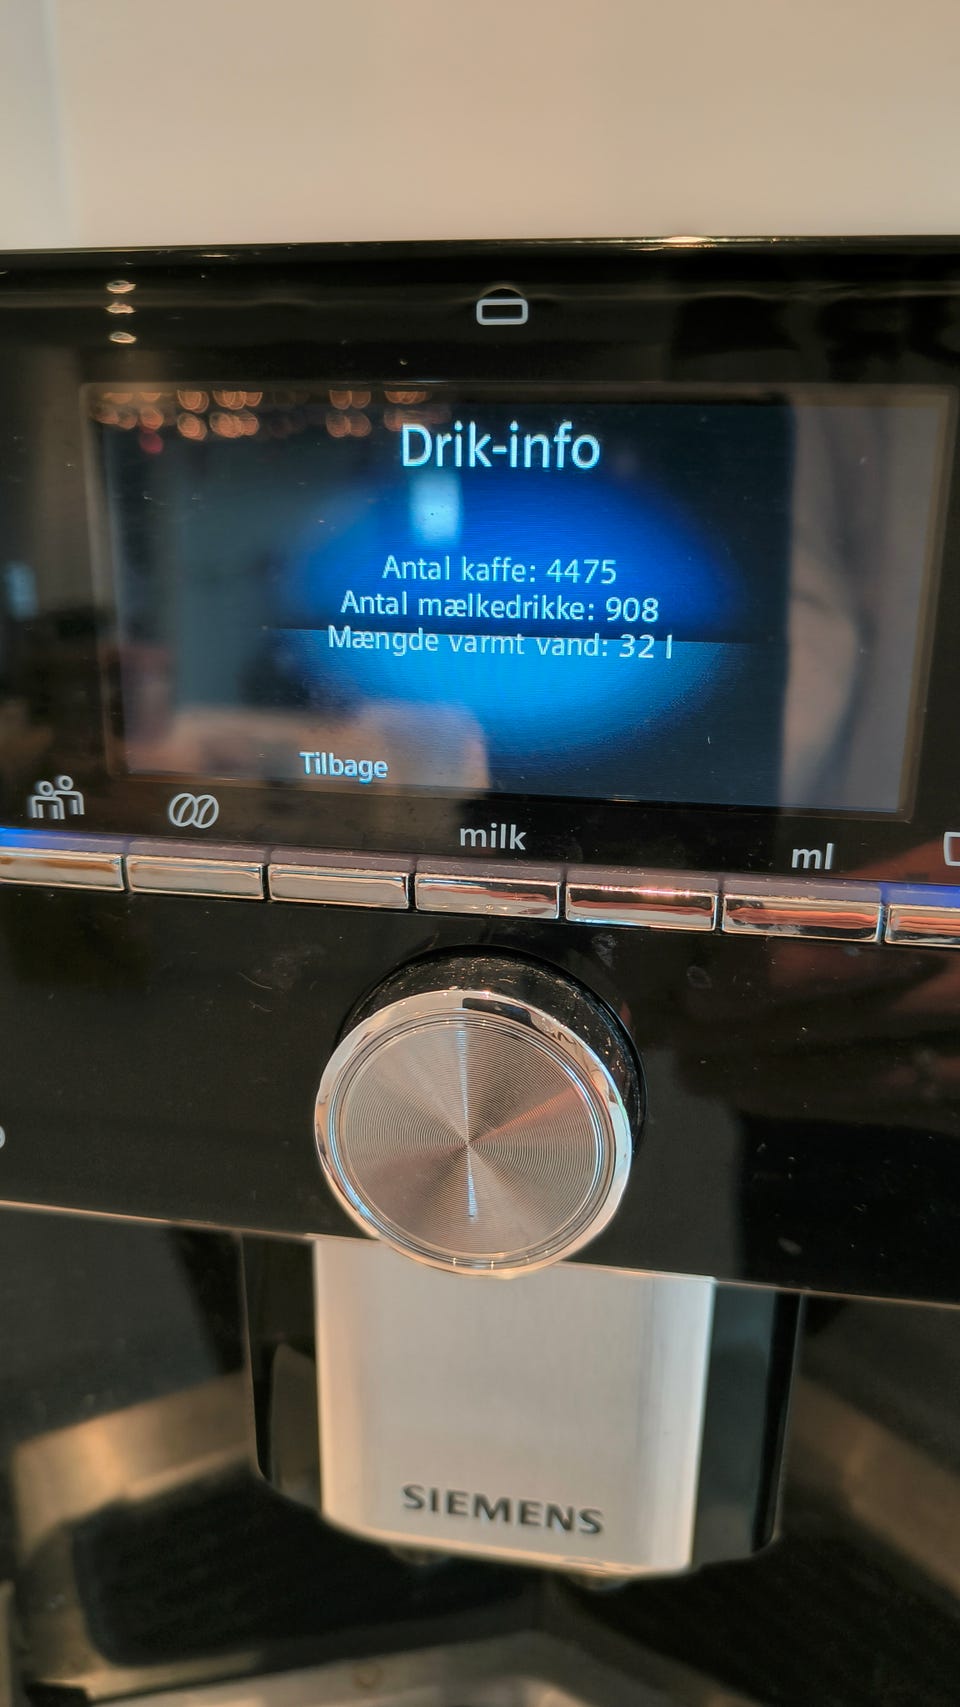 Drik-info
Antal kaffe: 4475
Antal mælkedrikke: 908
Mængde varmt vand: 32 l
Tilbage
milk
ml
SIEMENS